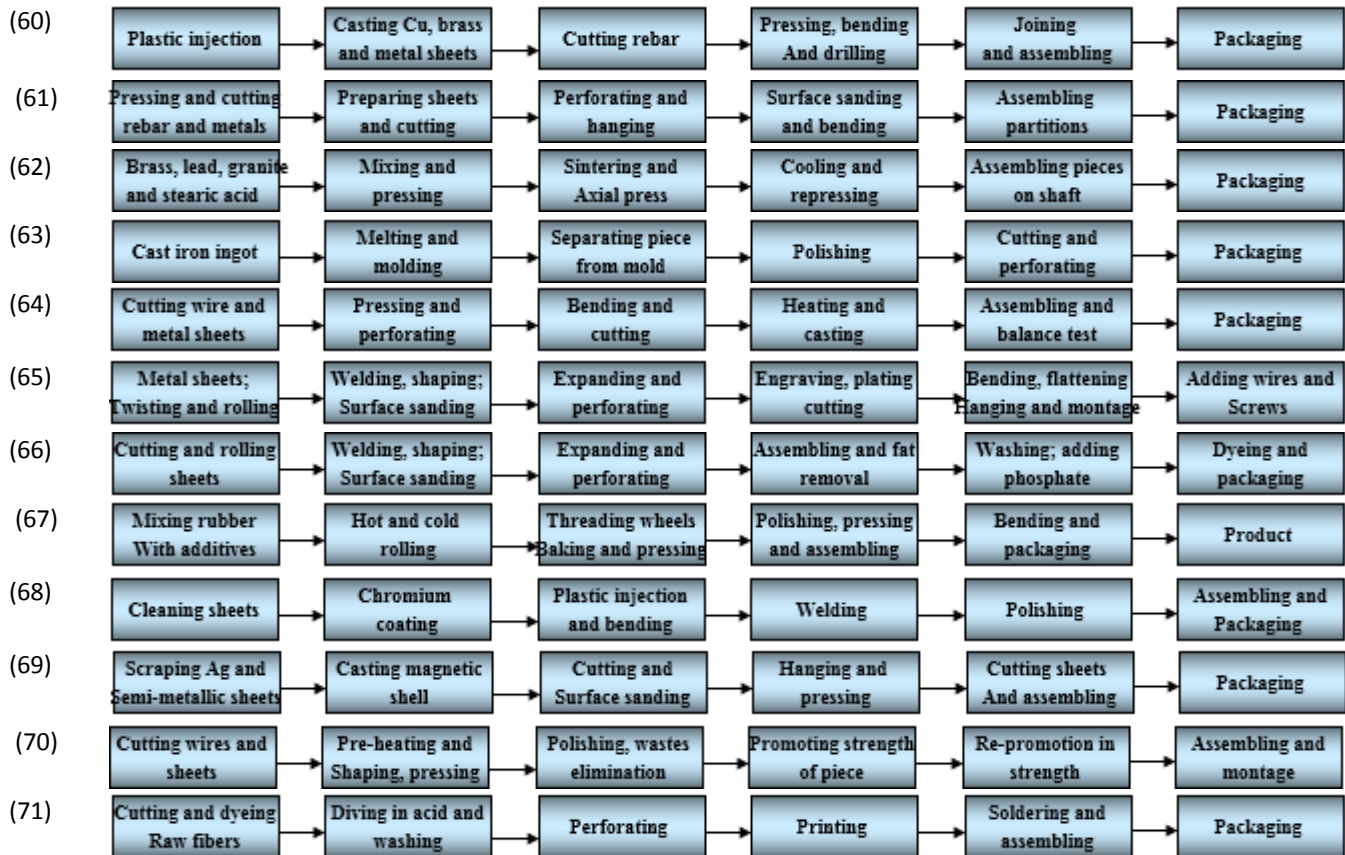 (60)
Plastic injection
Casting Cu, brass
and metal sheets
Cutting rebar
Pressing, bending
And drilling
Joining
and assembling
Packaging
(61)
Pressing and cutting
rebar and metals
Preparing sheets
and cutting
Perforating and
hanging
Surface sanding
and bending
Assembling
partitions
Packaging
(62)
Brass, lead, granite
and stearic acid
Mixing and
pressing
Sintering and
Axial press
Cooling and
repressing
Assembling pieces
on shaft
Packaging
(63)
Cast iron ingot
Melting and
molding
Separating piece
from mold
Polishing
Cutting and
perforating
Packaging
(64)
Cutting wire and
metal sheets
Pressing and
perforating
Bending and
cutting
Heating and
casting
Assembling and
balance test
Packaging
(65)
Metal sheets;
Twisting and rolling
Welding, shaping;
Surface sanding
Expanding and
perforating
Engraving, plating
cutting
Bending, flattening
Hanging and montage
Adding wires and
Screws
(66)
Cutting and rolling
sheets
Welding, shaping;
Surface sanding
Expanding and
perforating
Assembling and fat
removal
Washing; adding
phosphate
Dyeing and
packaging
(67)
Mixing rubber
With additives
Hot and cold
rolling
Threading wheels
Baking and pressing
Polishing, pressing
and assembling
Bending and
packaging
Product
(68)
Cleaning sheets
Chromium
coating
Plastic injection
and bending
Welding
Polishing
Assembling and
Packaging
(69)
Scraping Ag and
Semi-metallic sheets
Casting magnetic
shell
Cutting and
Surface sanding
Hanging and
pressing
Cutting sheets
And assembling
Packaging
(70)
Cutting wires and
sheets
Pre-heating and
Shaping, pressing
Polishing, wastes
elimination
Promoting strength
of piece
Re-promotion in
strength
Assembling and
montage
(71)
Cutting and dyeing
Raw fibers
Diving in acid and
washing
Perforating
Printing
Soldering and
assembling
Packaging